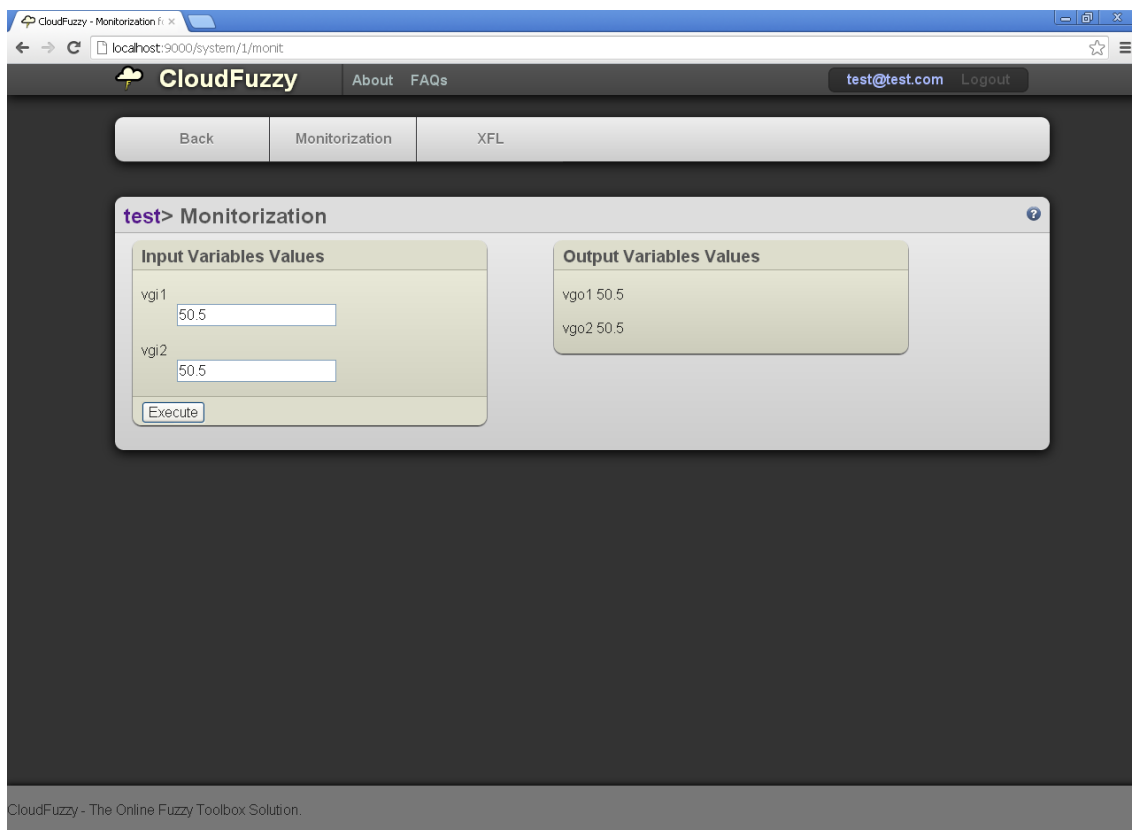 CloudFuzzy - Monitorization f
localhost:9000/system/1/monit
CloudFuzzy About FAQs test@test.com Logout
Back Monitorization XFL
test> Monitorization
Input Variables Values
vgi1
50.5
vgi2
50.5
Execute
Output Variables Values
vgo1 50.5
vgo2 50.5
CloudFuzzy - The Online Fuzzy Toolbox Solution.